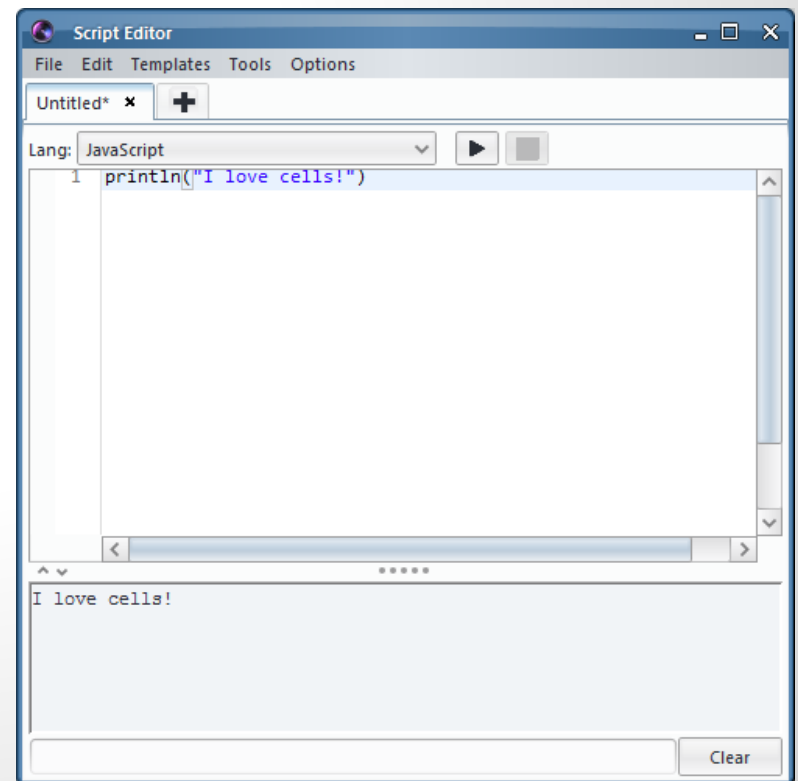 Script Editor
File Edit Templates Tools Options
Untitled*
Lang: JavaScript
1 println("I love cells!")
I love cells!
Clear